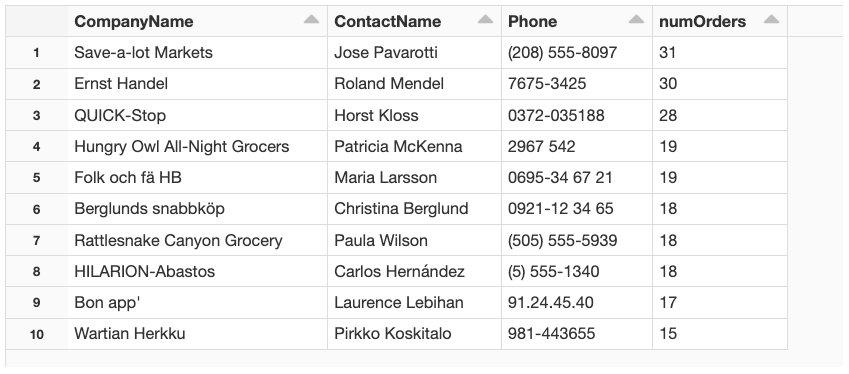 CompanyName ContactName Phone numOrders
1 Save-a-lot Markets Jose Pavarotti (208) 555-8097 31
2 Ernst Handel Roland Mendel 7675-3425 30
3 QUICK-Stop Horst Kloss 0372-035188 28
4 Hungry Owl All-Night Grocers Patricia McKenna 2967 542 19
5 Folk och fä HB Maria Larsson 0695-34 67 21 19
6 Berglunds snabbköp Christina Berglund 0921-12 34 65 18
7 Rattlesnake Canyon Grocery Paula Wilson (505) 555-5939 18
8 HILARION-Abastos Carlos Hernández (5) 555-1340 18
9 Bon app' Laurence Lebihan 91.24.45.40 17
10 Wartian Herkku Pirkko Koskitalo 981-443655 15